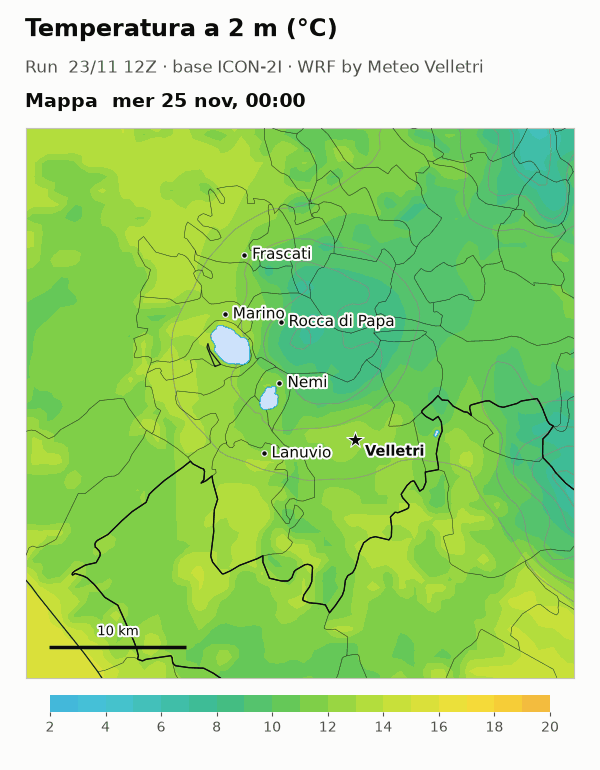 Temperatura a 2 m (°C)
Run  23/11 12Z · base ICON-2I · WRF by Meteo Velletri
Mappa  mer 25 nov, 00:00
Frascati
Marino
Rocca di Papa
Nemi
Velletri
Lanuvio
10 km
2 4 6 8 10 12 14 16 18 20